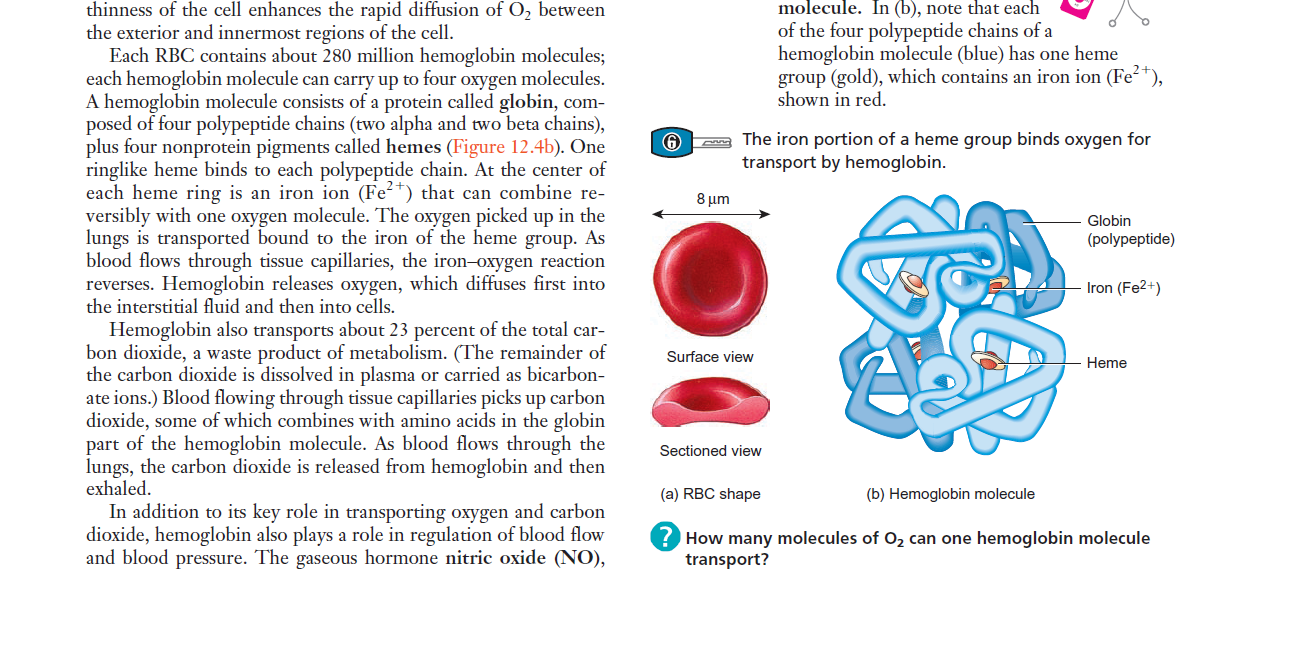 thinness of the cell enhances the rapid diffusion of O₂ between
the exterior and innermost regions of the cell.
Each RBC contains about 280 million hemoglobin molecules;
each hemoglobin molecule can carry up to four oxygen molecules.
A hemoglobin molecule consists of a protein called globin, com-
posed of four polypeptide chains (two alpha and two beta chains),
plus four nonprotein pigments called hemes (Figure 12.4b). One
ringlike heme binds to each polypeptide chain. At the center of
each heme ring is an iron ion (Fe²⁺) that can combine re-
versibly with one oxygen molecule. The oxygen picked up in the
lungs is transported bound to the iron of the heme group. As
blood flows through tissue capillaries, the iron–oxygen reaction
reverses. Hemoglobin releases oxygen, which diffuses first into
the interstitial fluid and then into cells.
Hemoglobin also transports about 23 percent of the total car-
bon dioxide, a waste product of metabolism. (The remainder of
the carbon dioxide is dissolved in plasma or carried as bicarbon-
ate ions.) Blood flowing through tissue capillaries picks up carbon
dioxide, some of which combines with amino acids in the globin
part of the hemoglobin molecule. As blood flows through the
lungs, the carbon dioxide is released from hemoglobin and then
exhaled.
In addition to its key role in transporting oxygen and carbon
dioxide, hemoglobin also plays a role in regulation of blood flow
and blood pressure. The gaseous hormone nitric oxide (NO),
molecule. In (b), note that each
of the four polypeptide chains of a
hemoglobin molecule (blue) has one heme
group (gold), which contains an iron ion (Fe²⁺),
shown in red.
The iron portion of a heme group binds oxygen for
transport by hemoglobin.
8 μm
Surface view
Sectioned view
(a) RBC shape
Globin
(polypeptide)
Iron (Fe2+)
Heme
(b) Hemoglobin molecule
? How many molecules of O₂ can one hemoglobin molecule
transport?